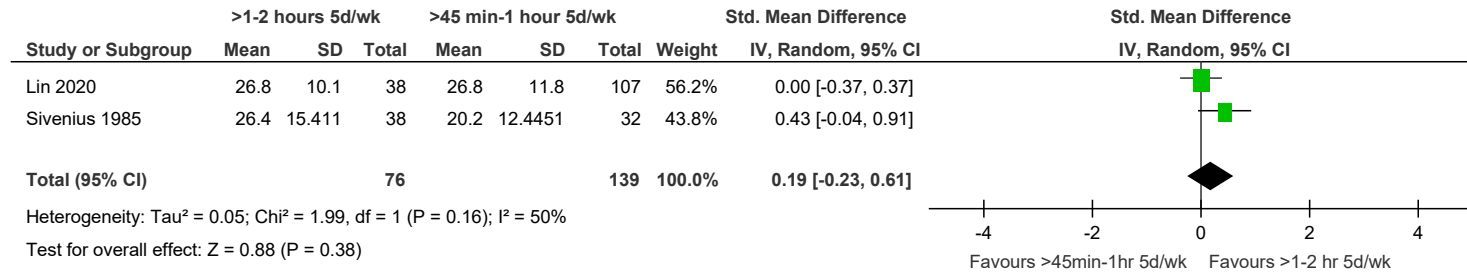 >1-2 hours 5d/wk >45 min-1 hour 5d/wk Std. Mean Difference Std. Mean Difference
Study or Subgroup Mean SD Total Mean SD Total Weight IV, Random, 95% CI IV, Random, 95% CI
Lin 2020 26.8 10.1 38 26.8 11.8 107 56.2% 0.00 [-0.37, 0.37]
Sivenius 1985 26.4 15.411 38 20.2 12.4451 32 43.8% 0.43 [-0.04, 0.91]
Total (95% CI) 76 139 100.0% 0.19 [-0.23, 0.61]
Heterogeneity: Tau² = 0.05; Chi² = 1.99, df = 1 (P = 0.16); I² = 50%
Test for overall effect: Z = 0.88 (P = 0.38)
-4 -2 0 2 4
Favours >45min-1hr 5d/wk Favours >1-2 hr 5d/wk